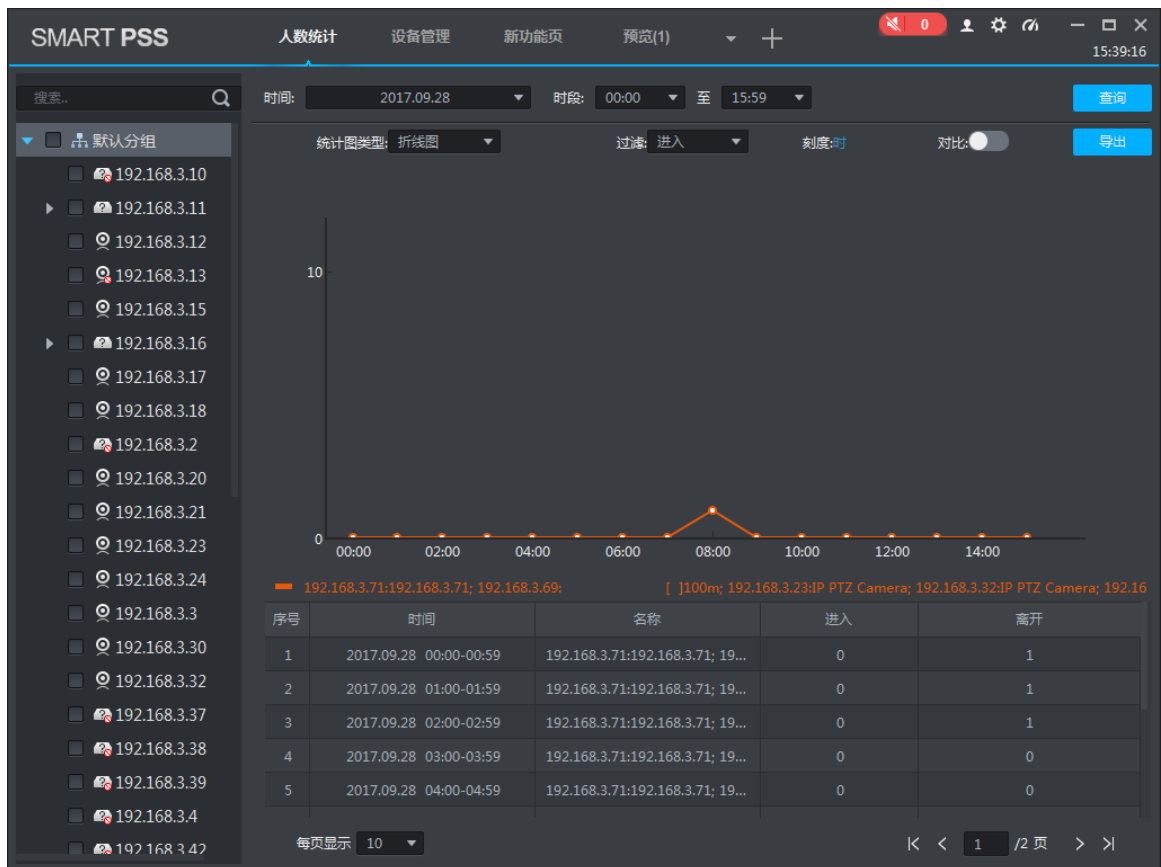 SMART PSS 人数统计 设备管理 新功能页 预览(1) 0
15:39:16
搜索.. 时间: 2017.09.28 时段: 00:00 至 15:59 查询
默认分组 统计图类型: 折线图 过滤: 进入 刻度:时 对比: 导出
192.168.3.10
192.168.3.11
192.168.3.12
192.168.3.13
192.168.3.15
192.168.3.16
192.168.3.17
192.168.3.18
192.168.3.2
192.168.3.20
192.168.3.21
192.168.3.23
192.168.3.24
192.168.3.3
192.168.3.30
192.168.3.32
192.168.3.37
192.168.3.38
192.168.3.39
192.168.3.4
192.168.3.42
10
0
00:00 02:00 04:00 06:00 08:00 10:00 12:00 14:00
192.168.3.71:192.168.3.71; 192.168.3.69: [ ]100m; 192.168.3.23:IP PTZ Camera; 192.168.3.32:IP PTZ Camera; 192.16
序号 时间 名称 进入 离开
1 2017.09.28 00:00-00:59 192.168.3.71:192.168.3.71; 19... 0 1
2 2017.09.28 01:00-01:59 192.168.3.71:192.168.3.71; 19... 0 1
3 2017.09.28 02:00-02:59 192.168.3.71:192.168.3.71; 19... 0 1
4 2017.09.28 03:00-03:59 192.168.3.71:192.168.3.71; 19... 0 0
5 2017.09.28 04:00-04:59 192.168.3.71:192.168.3.71; 19... 0 0
每页显示 10 1 /2 页